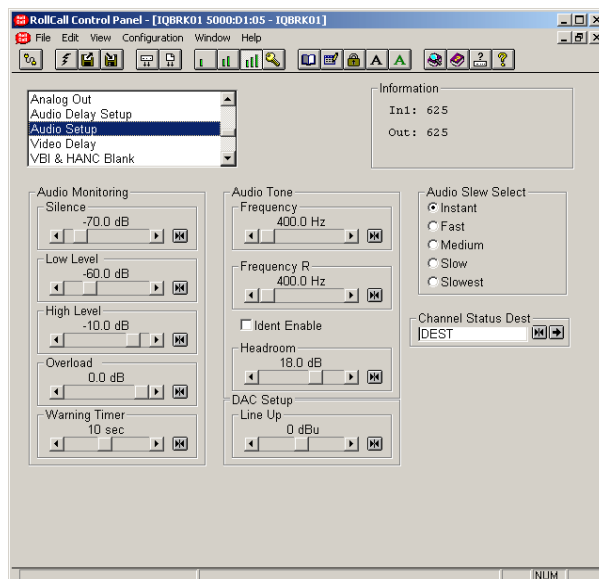 RollCall Control Panel - [IQBRK01 5000:D1:05 - IQBRK01]
File Edit View Configuration Window Help
Analog Out
Audio Delay Setup
Audio Setup
Video Delay
VBI & HANC Blank
Information
In1: 625
Out: 625
Audio Monitoring
Silence
-70.0 dB
Low Level
-60.0 dB
High Level
-10.0 dB
Overload
0.0 dB
Warning Timer
10 sec
Audio Tone
Frequency
400.0 Hz
Frequency R
400.0 Hz
Ident Enable
Headroom
18.0 dB
DAC Setup
Line Up
0 dBu
Audio Slew Select
Instant
Fast
Medium
Slow
Slowest
Channel Status Dest
DEST
NUM